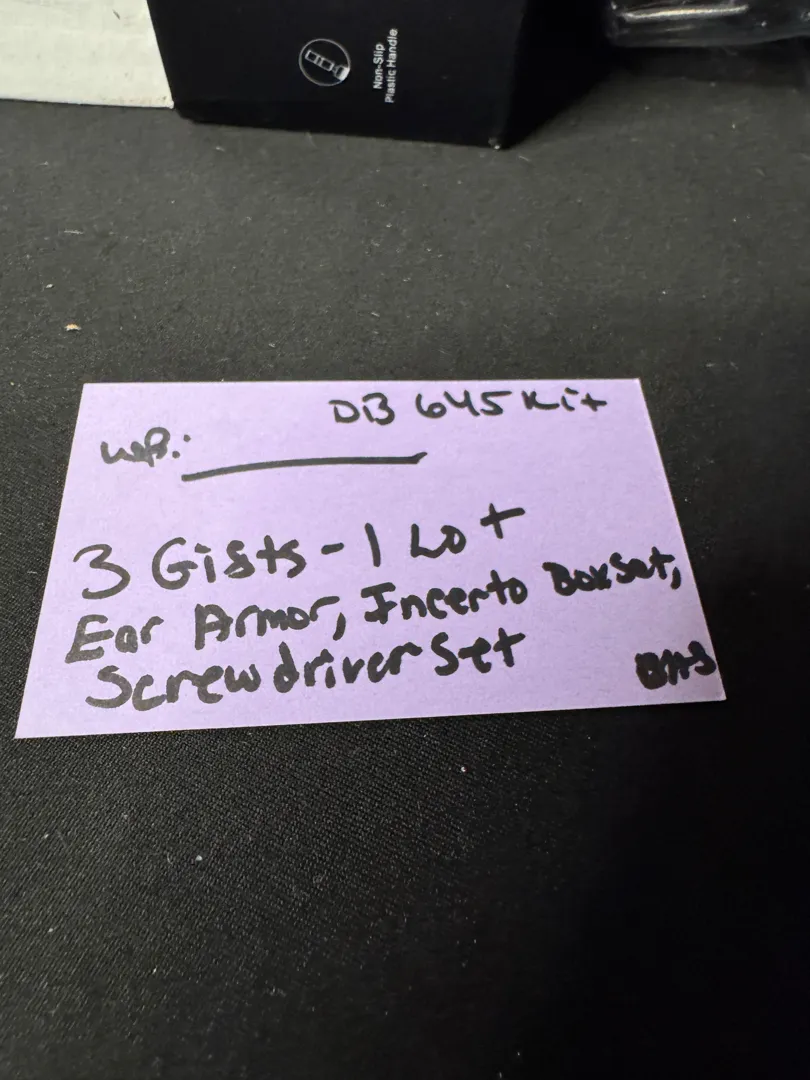 Non-Slip
Plastic Handle
DB 645 Kit
3 Gifts - 1 Lot
Ear Armor, Incerto Box Set,
Screwdriver Set